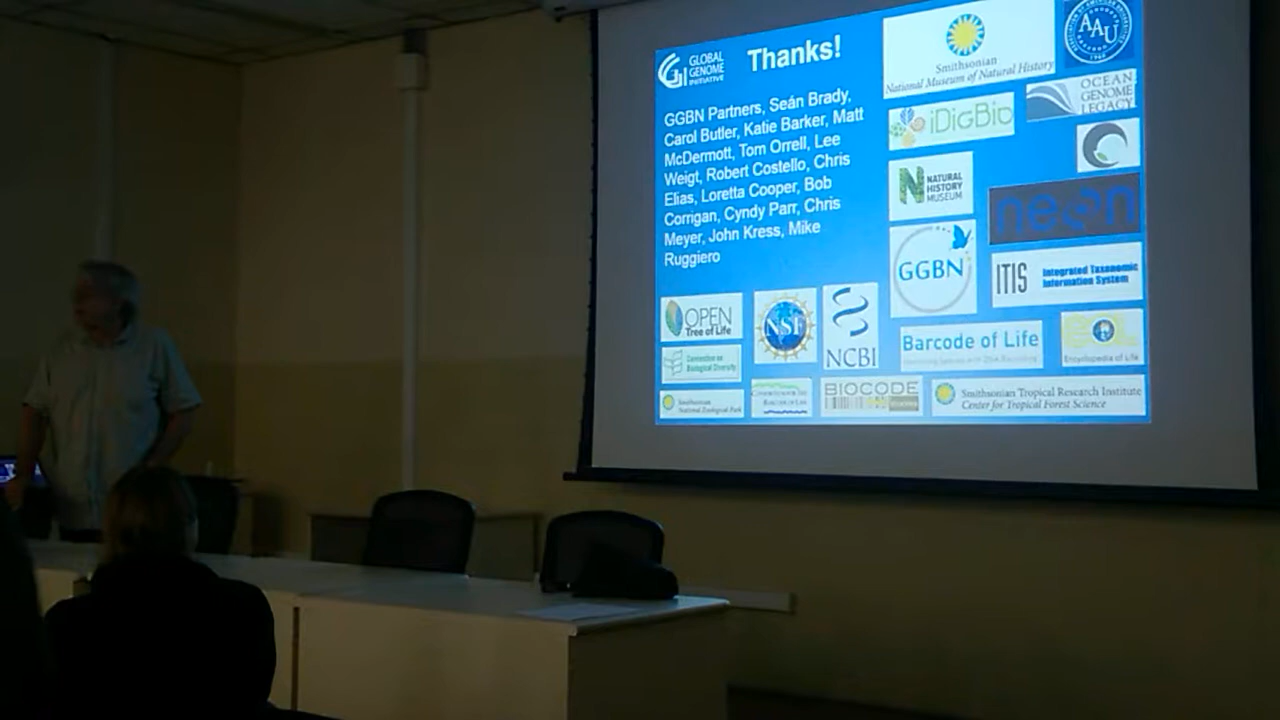 GLOBAL
GENOME
INITIATIVE
Thanks!
GGBN Partners, Seán Brady,
Carol Butler, Katie Barker, Matt
McDermott, Tom Orrell, Lee
Weigt, Robert Costello, Chris
Elias, Loretta Cooper, Bob
Corrigan, Cyndy Parr, Chris
Meyer, John Kress, Mike
Ruggiero
Smithsonian
National Museum of Natural History
AAU
iDigBio
OCEAN
GENOME
LEGACY
NATURAL
HISTORY
MUSEUM
neon
GGBN
ITIS
Integrated Taxonomic
Information System
OPEN
Tree of Life
NSF
NCBI
Barcode of Life
Encyclopedia of Life
Convention on
Biological Diversity
Smithsonian
National Zoological Park
BIOCODE
Smithsonian Tropical Research Institute
Center for Tropical Forest Science